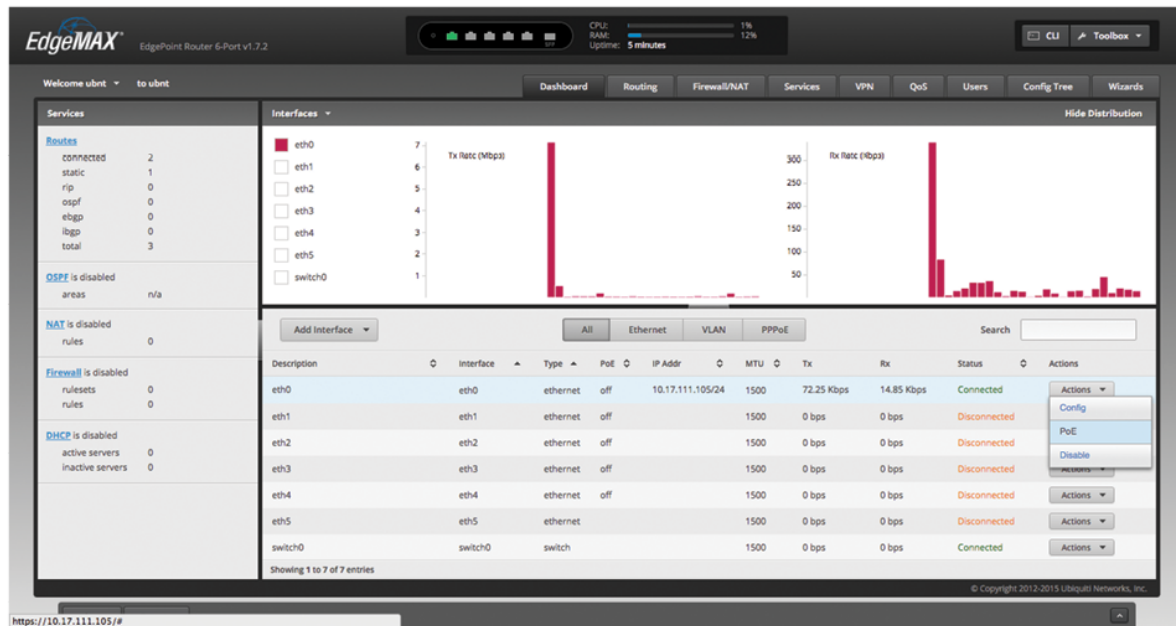 EdgeMAX EdgePoint Router 6-Port v1.7.2
CPU: 1%
RAM: 12%
Uptime: 5 minutes
SFP
CLI Toolbox
Welcome ubnt to ubnt
Dashboard Routing Firewall/NAT Services VPN QoS Users Config Tree Wizards
Services
Routes
connected 2
static 1
rip 0
ospf 0
ebgp 0
ibgp 0
total 3
OSPF is disabled
areas n/a
NAT is disabled
rules 0
Firewall is disabled
rulesets 0
rules 0
DHCP is disabled
active servers 0
inactive servers 0
Interfaces Hide Distribution
eth0
eth1
eth2
eth3
eth4
eth5
switch0
Tx Rate (Mbps)
7
6
5
4
3
2
1
Rx Rate (Kbps)
300
250
200
150
100
50
Add Interface All Ethernet VLAN PPPoE Search
Description Interface Type PoE IP Addr MTU Tx Rx Status Actions
eth0 eth0 ethernet off 10.17.111.105/24 1500 72.25 Kbps 14.85 Kbps Connected Actions
eth1 eth1 ethernet off 1500 0 bps 0 bps Disconnected
eth2 eth2 ethernet off 1500 0 bps 0 bps Disconnected
eth3 eth3 ethernet off 1500 0 bps 0 bps Disconnected Actions
eth4 eth4 ethernet off 1500 0 bps 0 bps Disconnected Actions
eth5 eth5 ethernet 1500 0 bps 0 bps Disconnected Actions
switch0 switch0 switch 1500 0 bps 0 bps Connected Actions
Config
PoE
Disable
Showing 1 to 7 of 7 entries
© Copyright 2012-2015 Ubiquiti Networks, Inc.
https://10.17.111.105/#